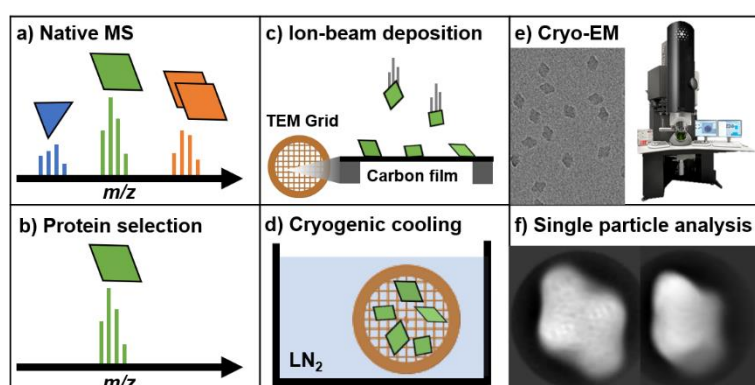 a) Native MS
m/z
b) Protein selection
c) Ion-beam deposition
TEM Grid
Carbon film
d) Cryogenic cooling
LN₂
e) Cryo-EM
f) Single particle analysis